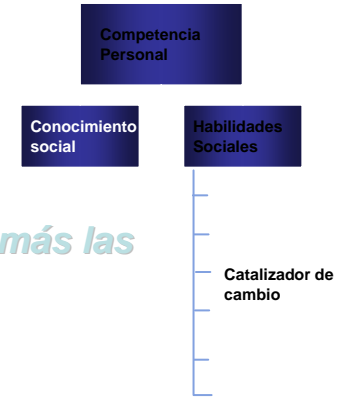 Competencia
Personal
Conocimiento
social
Habilidades
Sociales
más las
Catalizador de
cambio